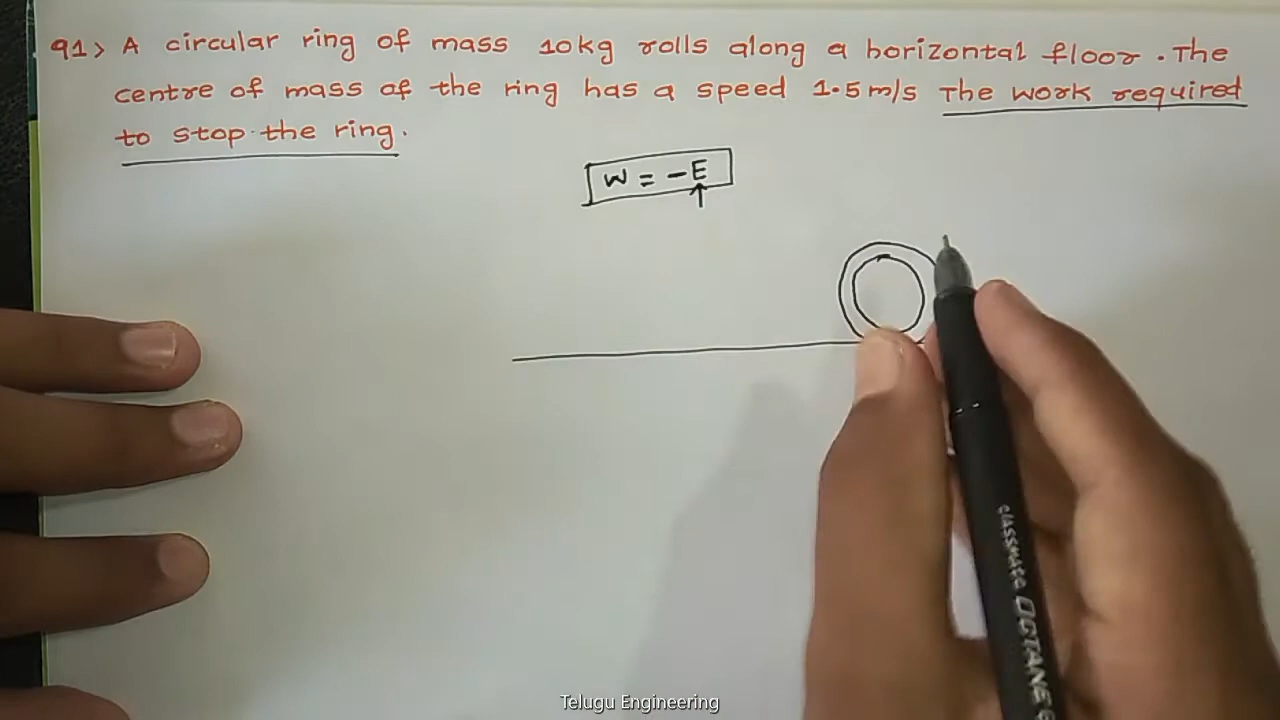 91> A circular ring of mass 10kg rolls along a horizontal floor. The
centre of mass of the ring has a speed 1.5m/s The work required
to stop the ring.
W = -E
classmate OCTANE
Telugu Engineering